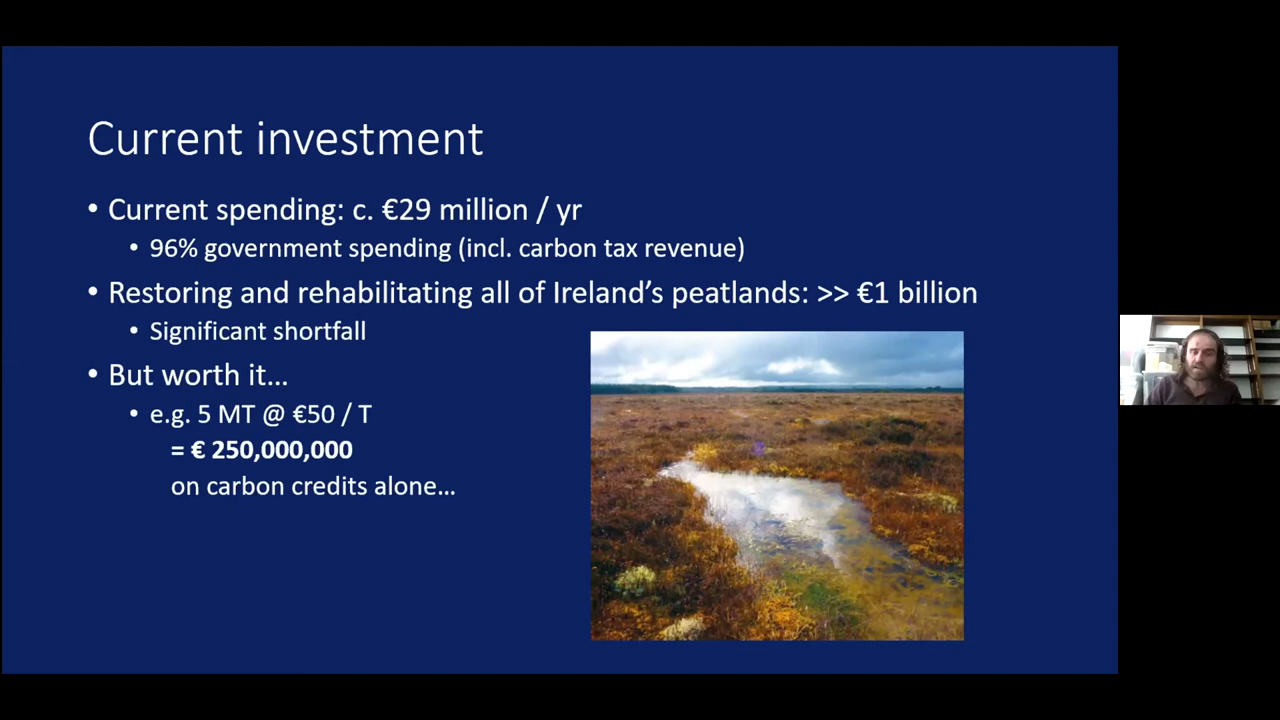 Current investment
• Current spending: c. €29 million / yr
• 96% government spending (incl. carbon tax revenue)
• Restoring and rehabilitating all of Ireland’s peatlands: >> €1 billion
• Significant shortfall
• But worth it…
• e.g. 5 MT @ €50 / T
= € 250,000,000
on carbon credits alone…